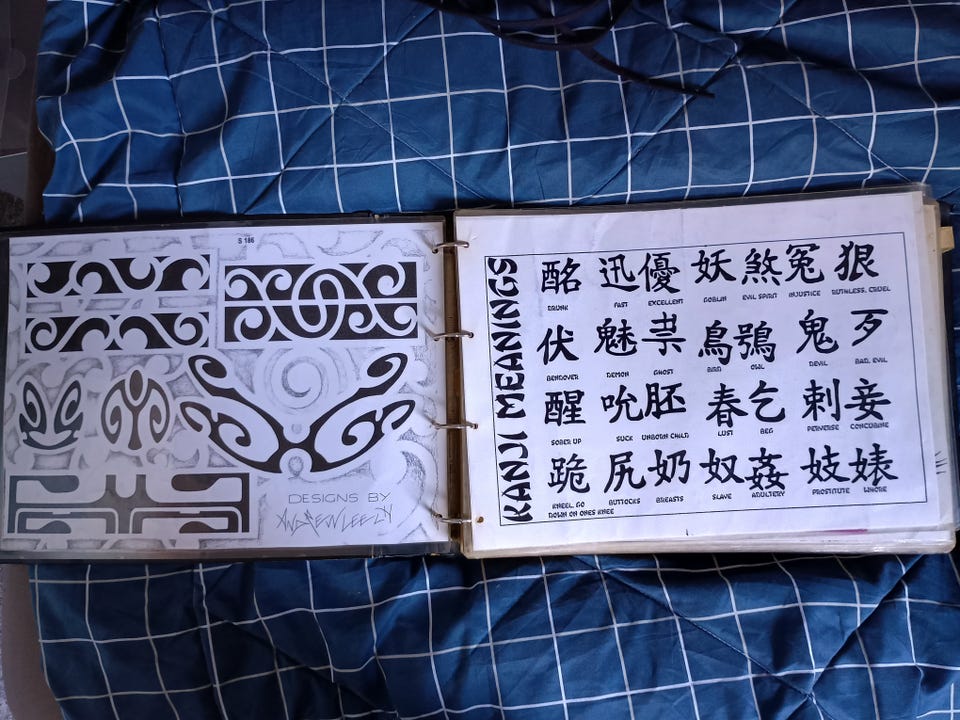 S 186
DESIGNS BY
KANJI MEANINGS
酩 迅 優 妖 煞 冤 狠
DRUNK FAST EXCELLENT GOBLIN EVIL SPIRIT INJUSTICE RUTHLESS, CRUEL
伏 魅 祟 鳥 鴞 鬼 歹
BENDOVER DEMON GHOST BIRD OWL DEVIL BAD, EVIL
醒 吮 胚 春 乞 刺 妾
SOBER UP SUCK UNBORN CHILD LUST BEG PERVERSE CONCUBINE
跪 尻 奶 奴 姦 妓 婊
KNEEL, GO BUTTOCKS BREASTS SLAVE ADULTERY PROSTITUTE WHORE
DOWN ON ONES KNEE